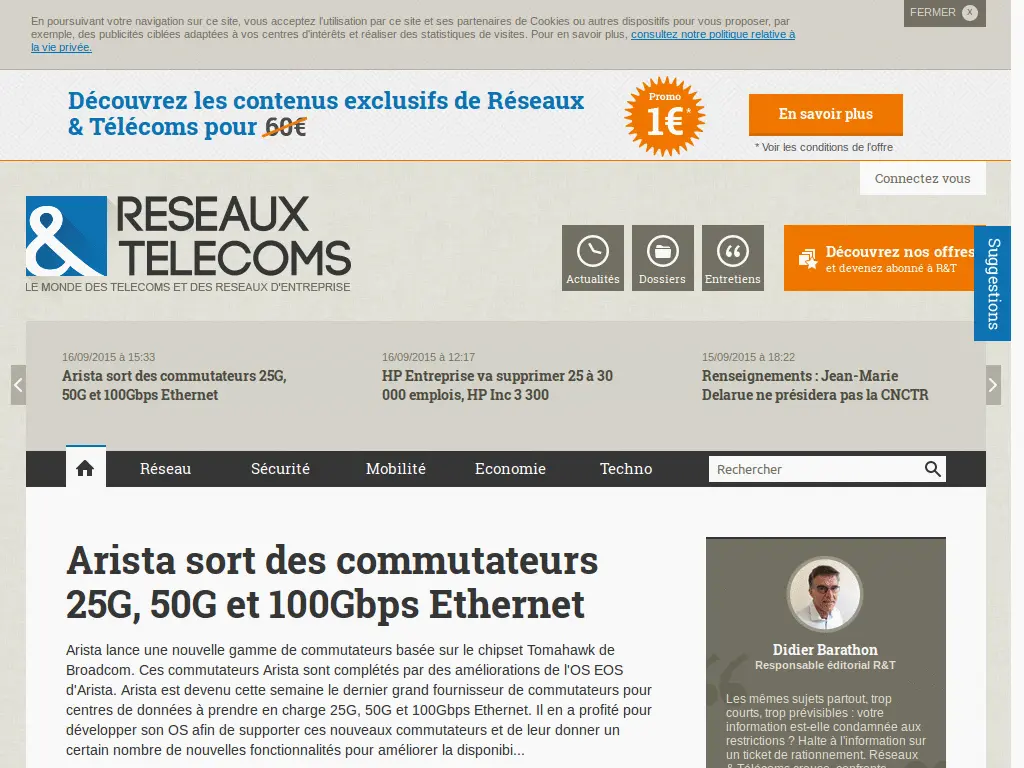 En poursuivant votre navigation sur ce site, vous acceptez l'utilisation par ce site et ses partenaires de Cookies ou autres dispositifs pour vous proposer, par
exemple, des publicités ciblées adaptées à vos centres d'intérêts et réaliser des statistiques de visites. Pour en savoir plus, consultez notre politique relative à
la vie privée.
FERMER x
Découvrez les contenus exclusifs de Réseaux
& Télécoms pour 60€
Promo
1€*
En savoir plus
* Voir les conditions de l'offre
Connectez vous
& RESEAUX
TELECOMS
LE MONDE DES TELECOMS ET DES RESEAUX D'ENTREPRISE
Actualités
Dossiers
Entretiens
Découvrez nos offres
et devenez abonné à R&T
Suggestions
16/09/2015 à 15:33
Arista sort des commutateurs 25G,
50G et 100Gbps Ethernet
16/09/2015 à 12:17
HP Entreprise va supprimer 25 à 30
000 emplois, HP Inc 3 300
15/09/2015 à 18:22
Renseignements : Jean-Marie
Delarue ne présidera pas la CNCTR
Réseau
Sécurité
Mobilité
Economie
Techno
Rechercher
Arista sort des commutateurs
25G, 50G et 100Gbps Ethernet
Arista lance une nouvelle gamme de commutateurs basée sur le chipset Tomahawk de
Broadcom. Ces commutateurs Arista sont complétés par des améliorations de l'OS EOS
d'Arista. Arista est devenu cette semaine le dernier grand fournisseur de commutateurs pour
centres de données à prendre en charge 25G, 50G et 100Gbps Ethernet. Il en a profité pour
développer son OS afin de supporter ces nouveaux commutateurs et de leur donner un
certain nombre de nouvelles fonctionnalités pour améliorer la disponibi...
Didier Barathon
Responsable éditorial R&T
Les mêmes sujets partout, trop
courts, trop prévisibles : votre
information est-elle condamnée aux
restrictions ? Halte à l'information sur
un ticket de rationnement. Réseaux
& Télécoms creuse, confronte